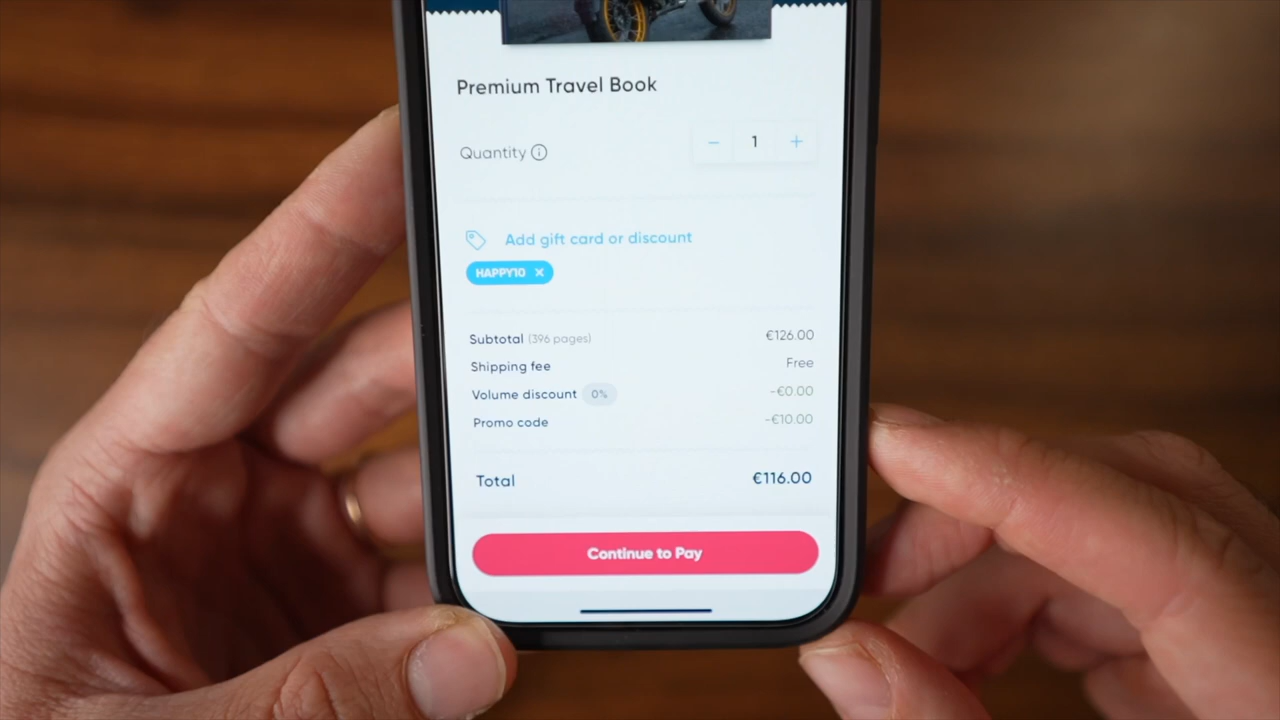 Premium Travel Book
Quantity
1
Add gift card or discount
HAPPY10
Subtotal (396 pages) €126.00
Shipping fee Free
Volume discount 0% -€0.00
Promo code -€10.00
Total €116.00
Continue to Pay